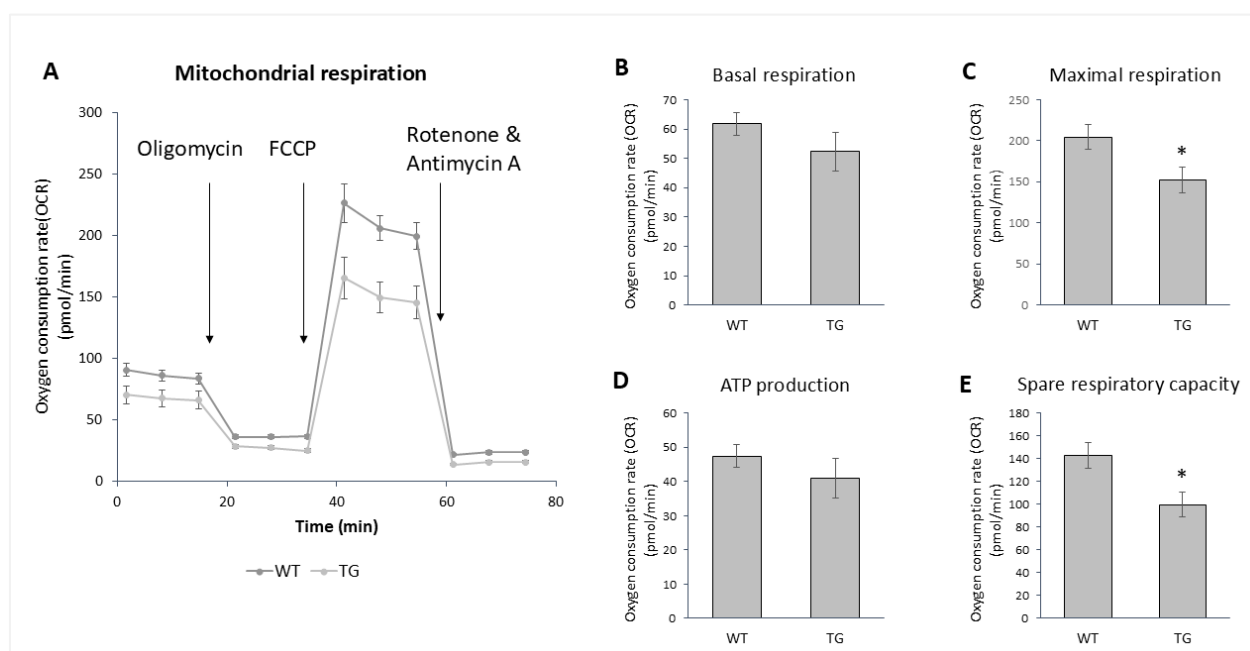 A
Mitochondrial respiration
Oxygen consumption rate(OCR)
(pmol/min)
300
250
200
150
100
50
0
Oligomycin
FCCP
Rotenone &
Antimycin A
0 20 40 60 80
Time (min)
WT TG
B
Basal respiration
Oxygen consumption rate (OCR)
(pmol/min)
70
60
50
40
30
20
10
0
WT TG
C
Maximal respiration
Oxygen consumption rate (OCR)
(pmol/min)
250
200
150
100
50
0
*
WT TG
D
ATP production
Oxygen consumption rate (OCR)
(pmol/min)
60
50
40
30
20
10
0
WT TG
E
Spare respiratory capacity
Oxygen consumption rate (OCR)
(pmol/min)
180
160
140
120
100
80
60
40
20
0
*
WT TG